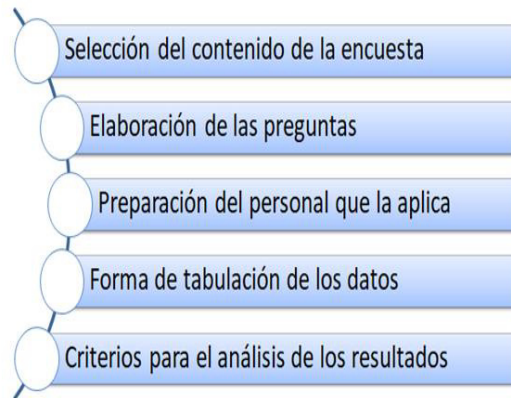 Selección del contenido de la encuesta
Elaboración de las preguntas
Preparación del personal que la aplica
Forma de tabulación de los datos
Criterios para el análisis de los resultados